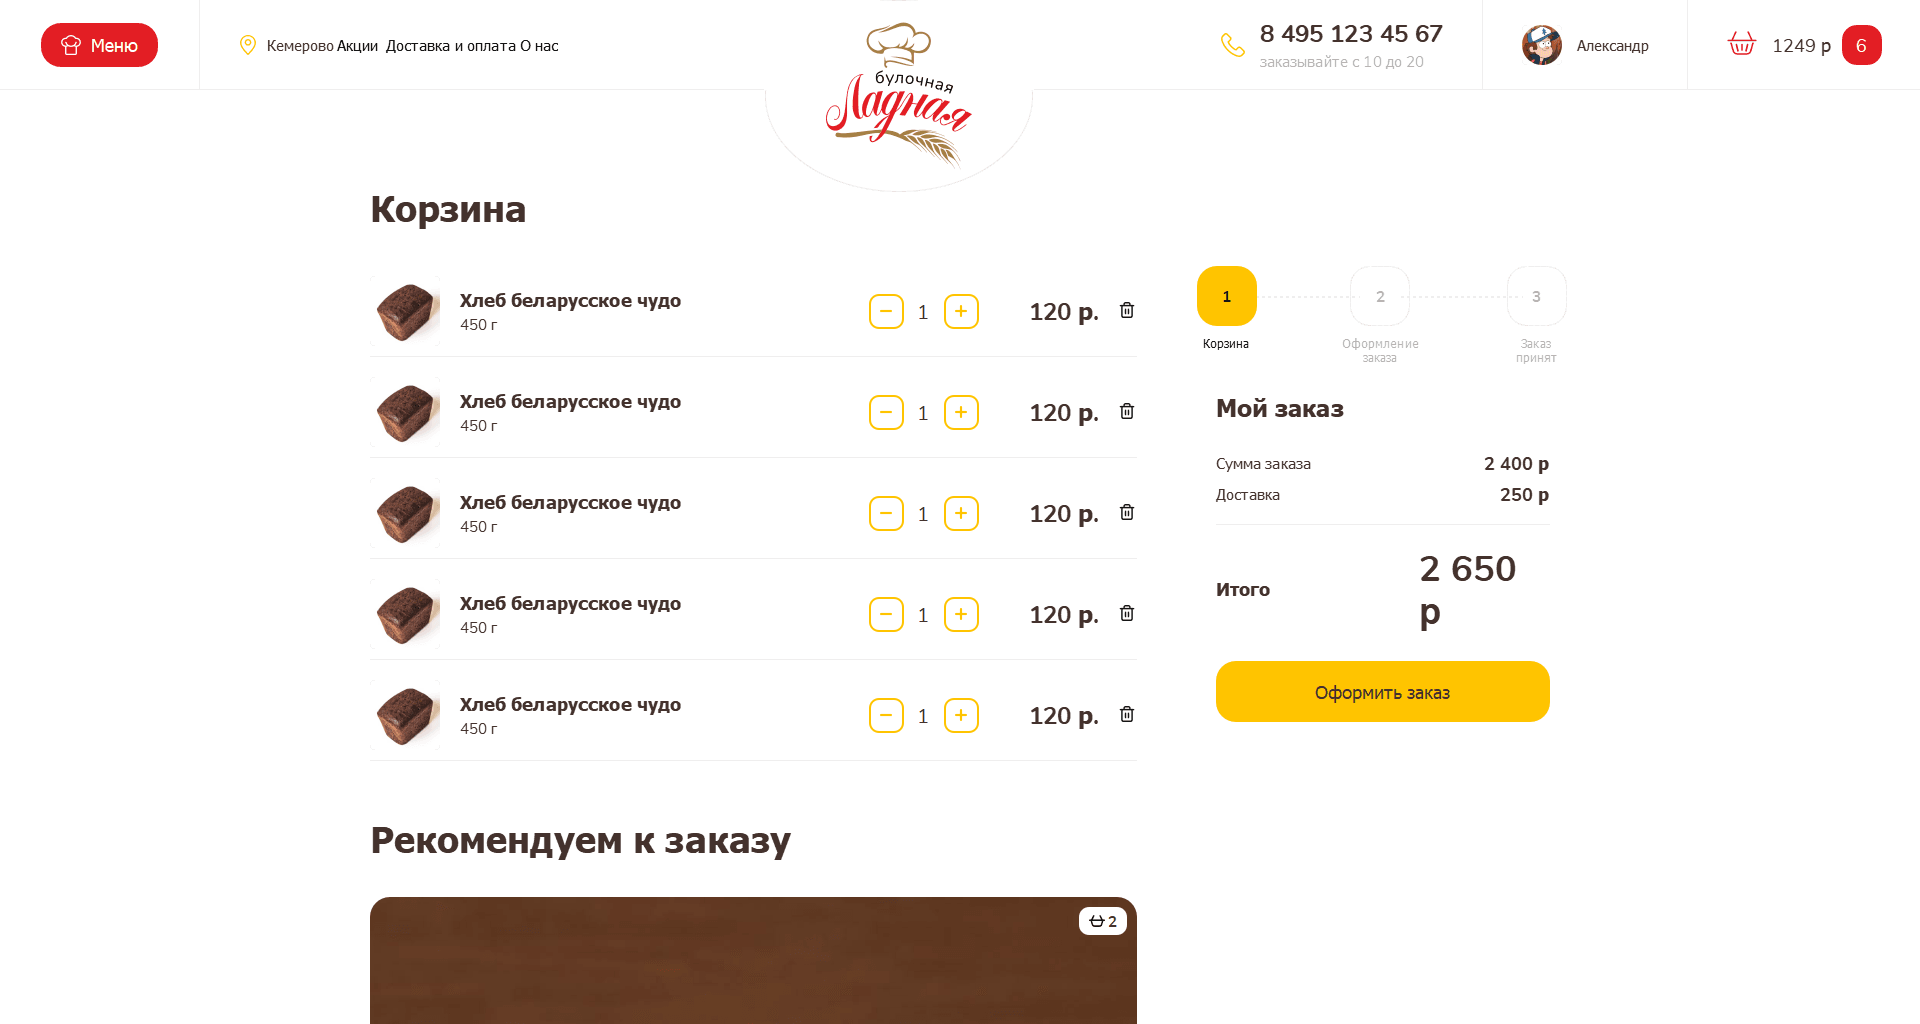 Меню
Кемерово Акции Доставка и оплата О нас
булочная
Ладная
8 495 123 45 67
заказывайте с 10 до 20
Александр
1249 р 6
Корзина
Хлеб беларусское чудо
450 г
1
120 р.
Хлеб беларусское чудо
450 г
1
120 р.
Хлеб беларусское чудо
450 г
1
120 р.
Хлеб беларусское чудо
450 г
1
120 р.
Хлеб беларусское чудо
450 г
1
120 р.
1
Корзина
2
Оформление
заказа
3
Заказ
принят
Мой заказ
Сумма заказа 2 400 р
Доставка 250 р
Итого
2 650
р
Оформить заказ
Рекомендуем к заказу
2